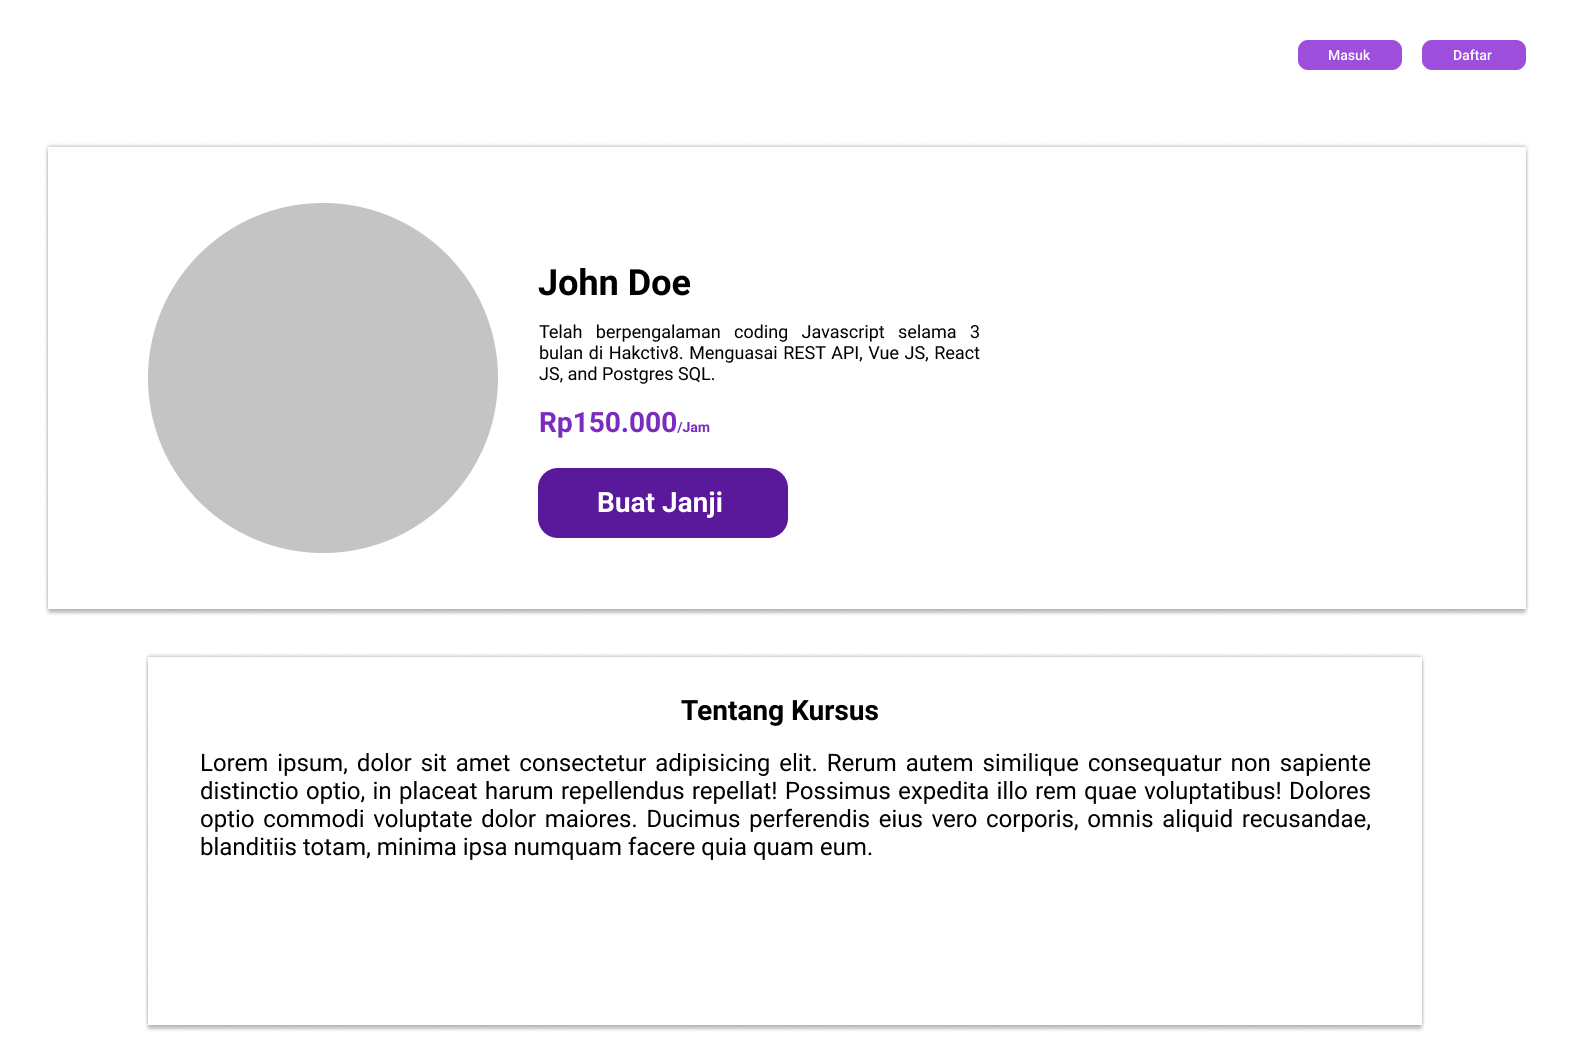 Masuk
Daftar
John Doe
Telah berpengalaman coding Javascript selama 3
bulan di Hakctiv8. Menguasai REST API, Vue JS, React
JS, and Postgres SQL.
Rp150.000/Jam
Buat Janji
Tentang Kursus
Lorem ipsum, dolor sit amet consectetur adipisicing elit. Rerum autem similique consequatur non sapiente
distinctio optio, in placeat harum repellendus repellat! Possimus expedita illo rem quae voluptatibus! Dolores
optio commodi voluptate dolor maiores. Ducimus perferendis eius vero corporis, omnis aliquid recusandae,
blanditiis totam, minima ipsa numquam facere quia quam eum.